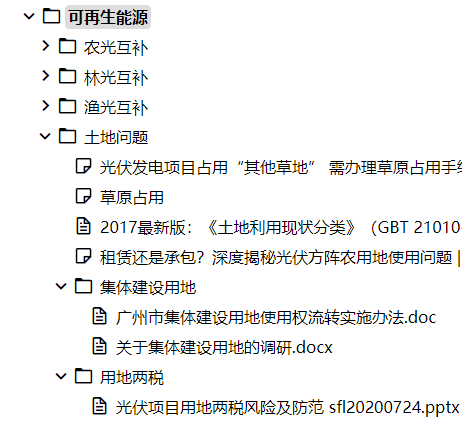 可再生能源
农光互补
林光互补
渔光互补
土地问题
光伏发电项目占用“其他草地” 需办理草原占用手
草原占用
2017最新版：《土地利用现状分类》（GBT 21010-
租赁还是承包？深度揭秘光伏方阵农用地使用问题 |
集体建设用地
广州市集体建设用地使用权流转实施办法.doc
关于集体建设用地的调研.docx
用地两税
光伏项目用地两税风险及防范 sfl20200724.pptx